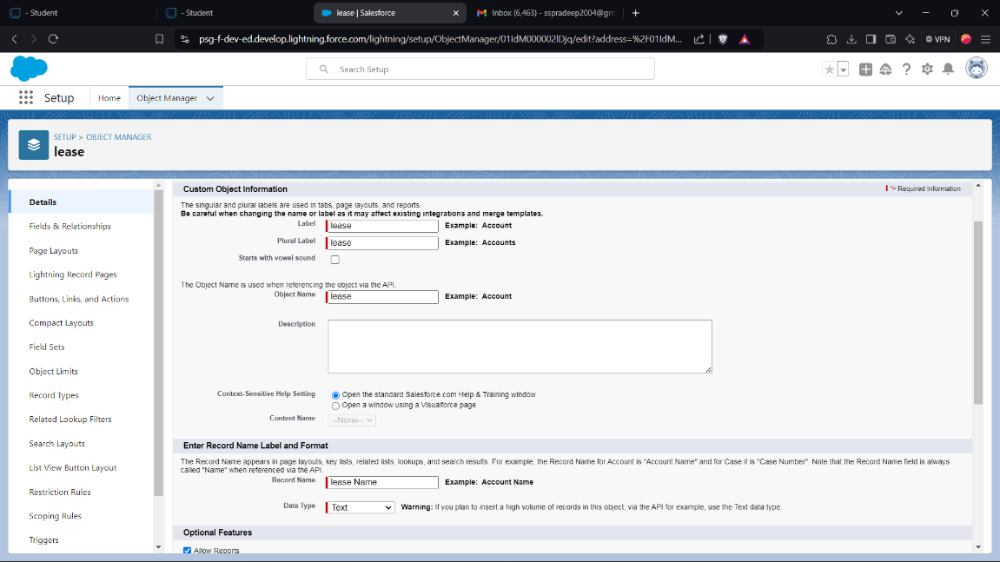 - Student
- Student
lease | Salesforce
Inbox (6,463) - sspradeep2004@gm
psg-f-dev-ed.develop.lightning.force.com/lightning/setup/ObjectManager/01IdM000002lDjq/edit?address=%2F01IdM...
VPN
Search Setup
Setup
Home
Object Manager
SETUP > OBJECT MANAGER
lease
Details
Fields & Relationships
Page Layouts
Lightning Record Pages
Buttons, Links, and Actions
Compact Layouts
Field Sets
Object Limits
Record Types
Related Lookup Filters
Search Layouts
List View Button Layout
Restriction Rules
Scoping Rules
Triggers
Custom Object Information
= Required Information
The singular and plural labels are used in tabs, page layouts, and reports.
Be careful when changing the name or label as it may affect existing integrations and merge templates.
Label lease Example: Account
Plural Label lease Example: Accounts
Starts with vowel sound
The Object Name is used when referencing the object via the API.
Object Name lease Example: Account
Description
Context-Sensitive Help Setting Open the standard Salesforce.com Help & Training window
Open a window using a Visualforce page
Content Name --None--
Enter Record Name Label and Format
The Record Name appears in page layouts, key lists, related lists, lookups, and search results. For example, the Record Name for Account is "Account Name" and for Case it is "Case Number". Note that the Record Name field is always
called "Name" when referenced via the API.
Record Name lease Name Example: Account Name
Data Type Text Warning: If you plan to insert a high volume of records in this object, via the API for example, use the Text data type.
Optional Features
Allow Reports